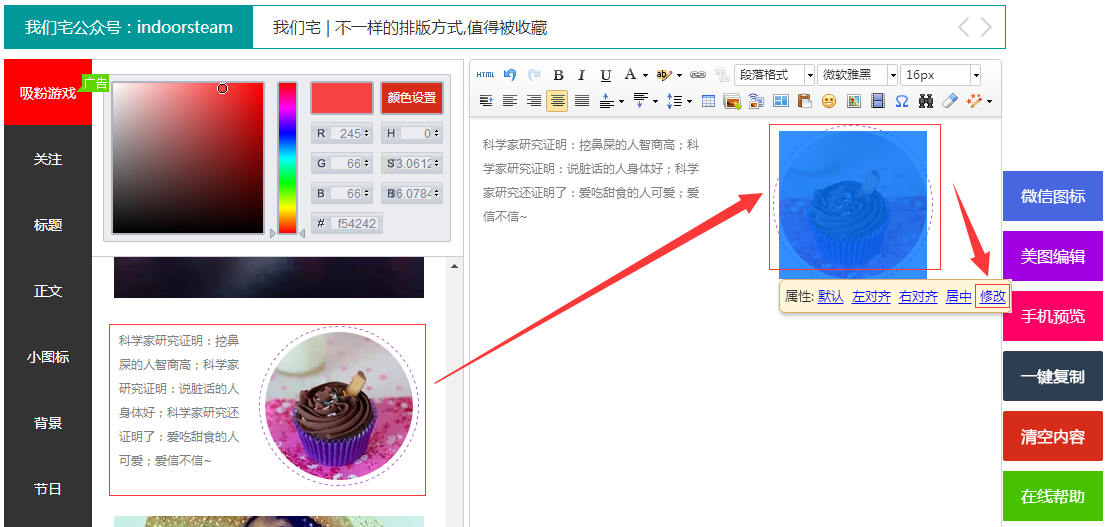 我们宅公众号：indoorsteam
我们宅 | 不一样的排版方式,值得被收藏
吸粉游戏
广告
关注
标题
正文
小图标
背景
节日
颜色设置
R 245 H 0
G 66 S 73.0612
B 66 B 96.0784
# f54242
科学家研究证明：挖鼻
屎的人智商高；科学家
研究证明：说脏话的人
身体好；科学家研究还
证明了：爱吃甜食的人
可爱；爱信不信~
HTML B I U A ab 段落格式 微软雅黑 16px
Ω
科学家研究证明：挖鼻屎的人智商高；科
学家研究证明：说脏话的人身体好；科学
家研究还证明了：爱吃甜食的人可爱；爱
信不信~
属性: 默认 左对齐 右对齐 居中 修改
微信图标
美图编辑
手机预览
一键复制
清空内容
在线帮助